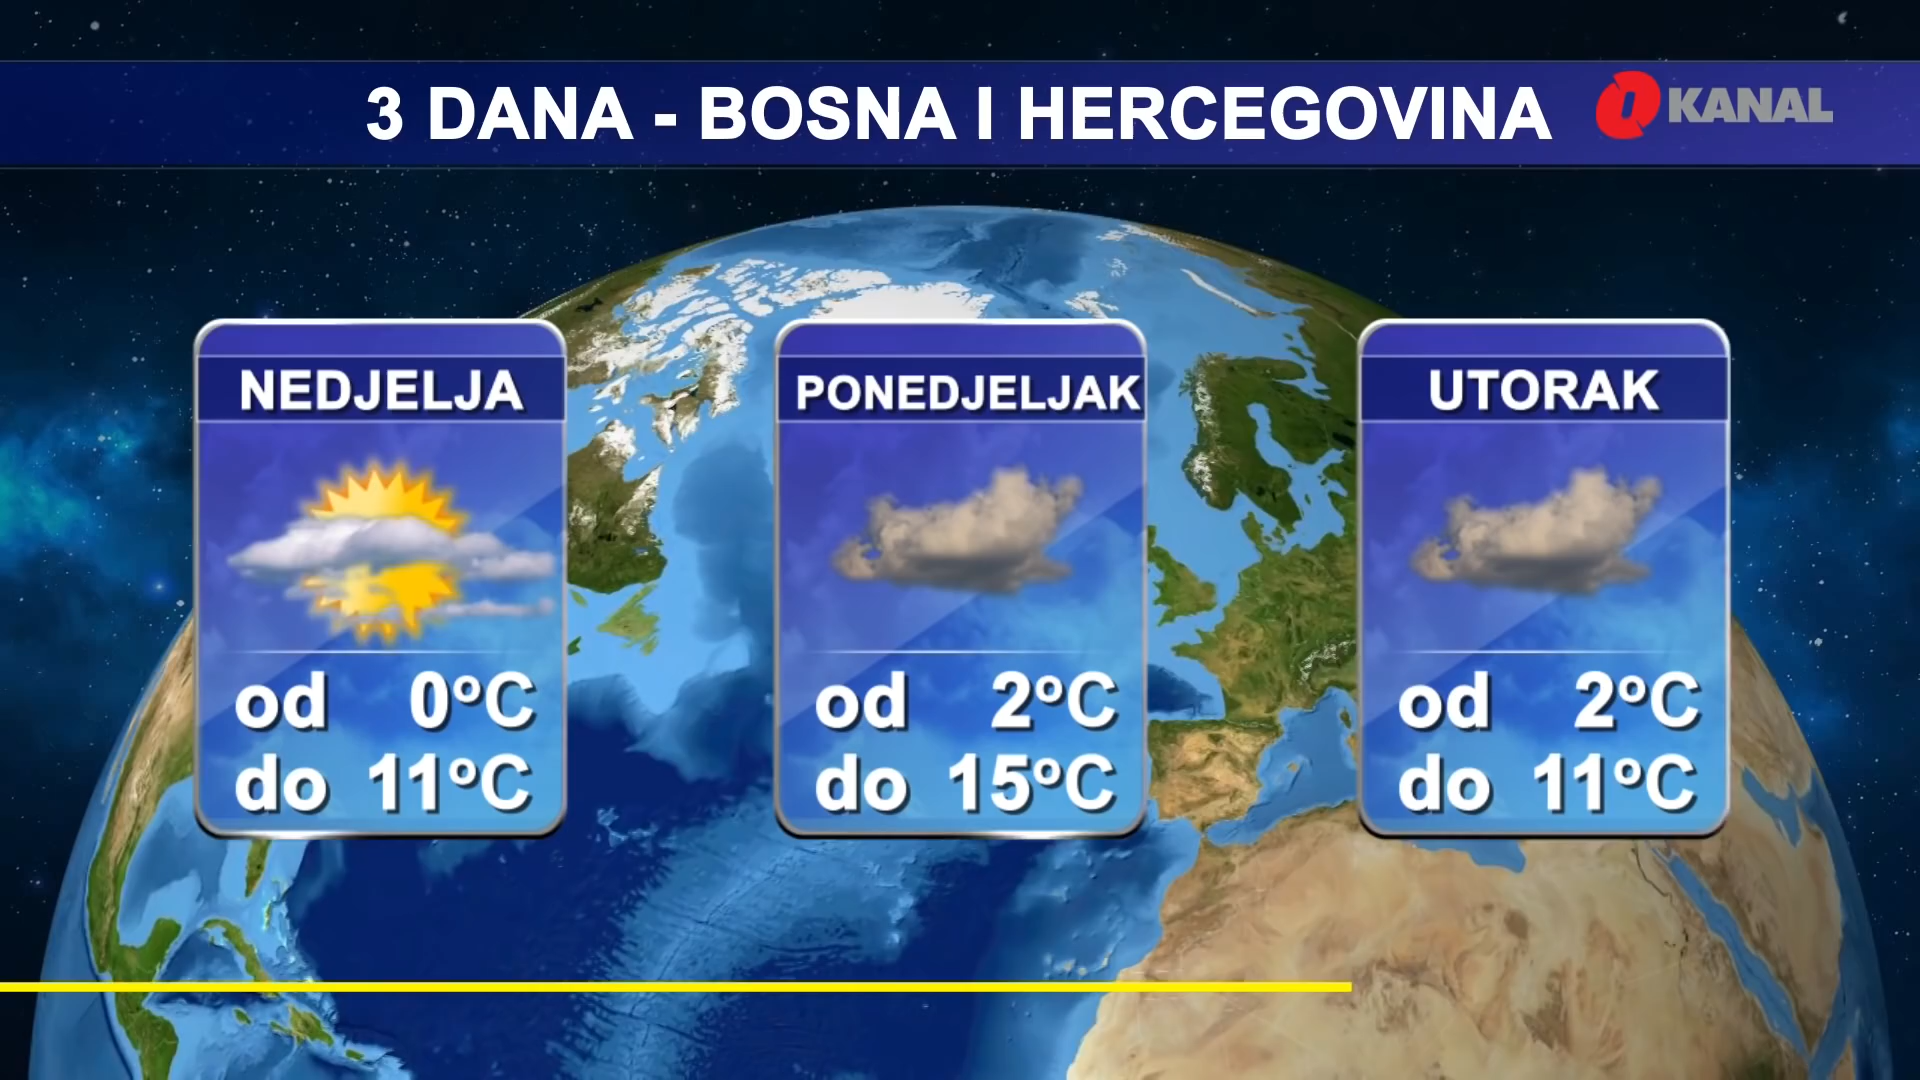 3 DANA - BOSNA I HERCEGOVINA
O KANAL
NEDJELJA
od 0°C
do 11°C
PONEDJELJAK
od 2°C
do 15°C
UTORAK
od 2°C
do 11°C